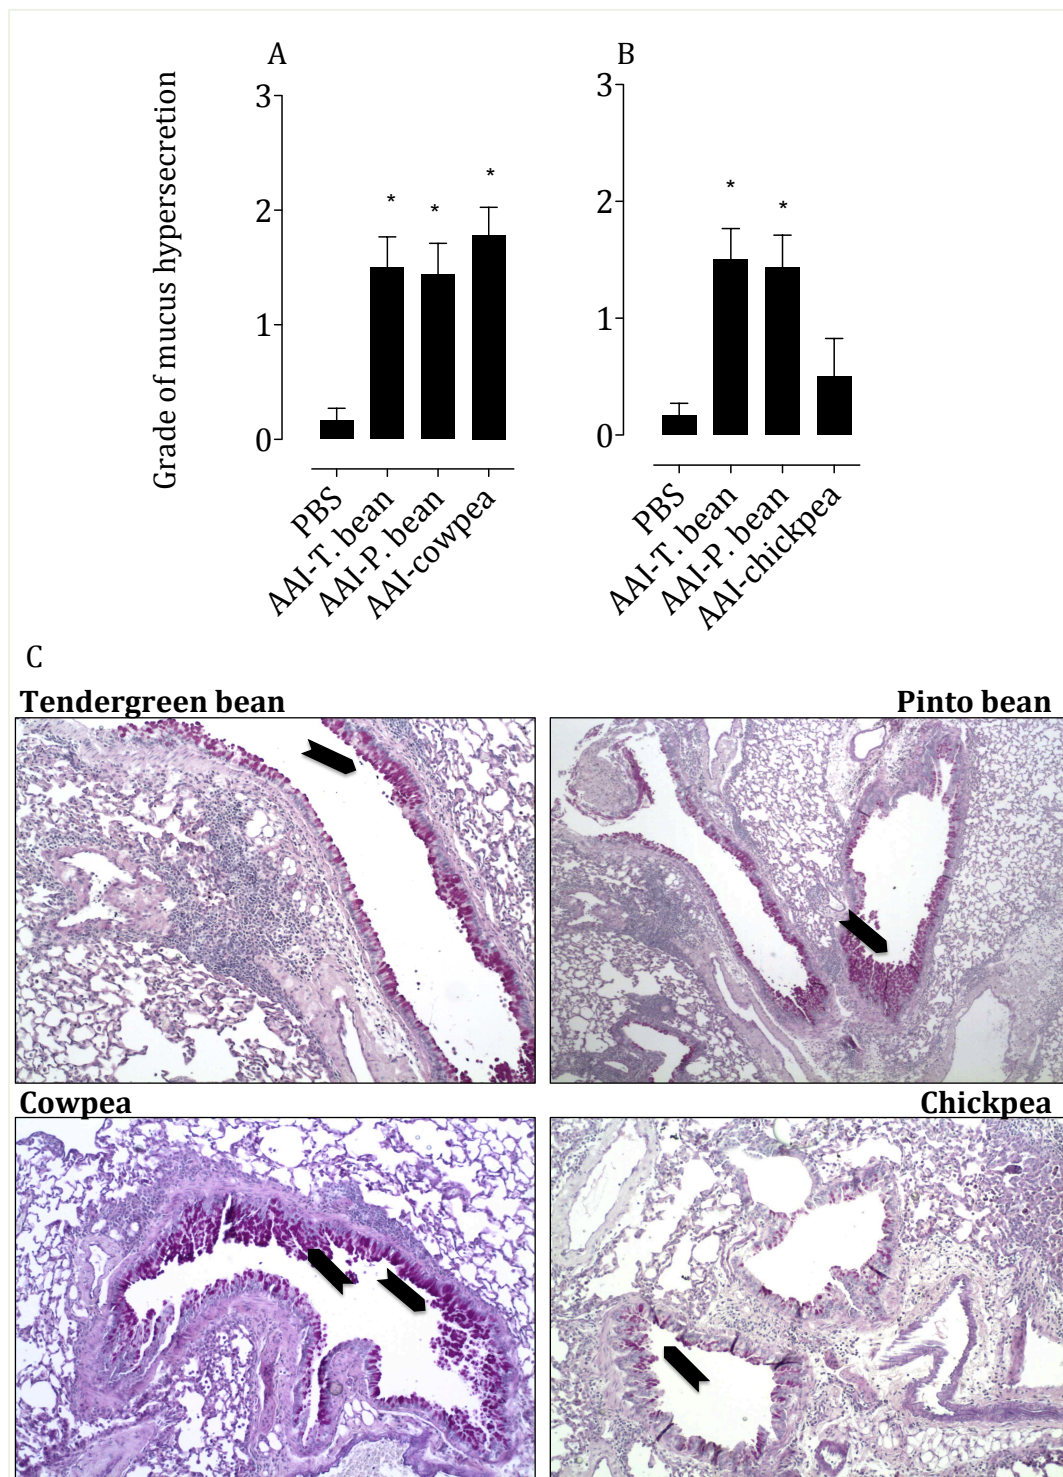 A
B
Grade of mucus hypersecretion
3
2
1
0
* * *
PBS
AAI-T. bean
AAI-P. bean
AAI-cowpea
3
2
1
0
* *
PBS
AAI-T. bean
AAI-P. bean
AAI-chickpea
C
Tendergreen bean
Pinto bean
Cowpea
Chickpea